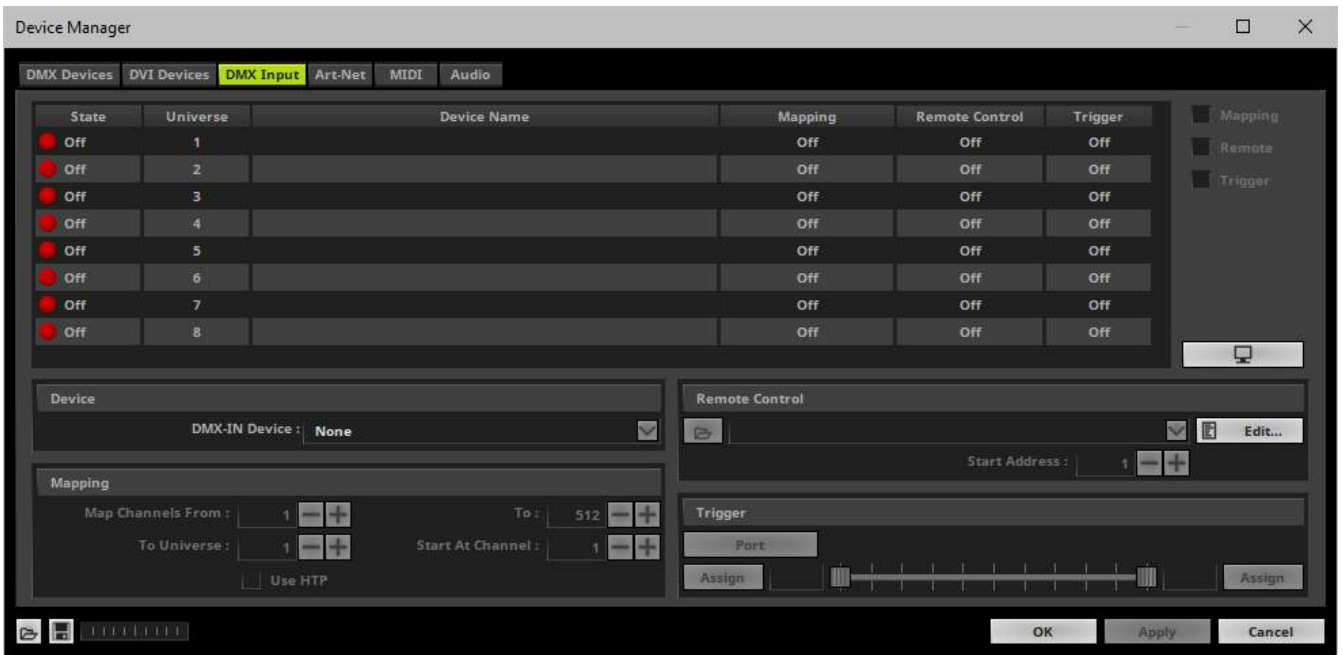 Device Manager
DMX Devices DVI Devices DMX Input Art-Net MIDI Audio
State Universe Device Name Mapping Remote Control Trigger
Off 1 Off Off Off
Off 2 Off Off Off
Off 3 Off Off Off
Off 4 Off Off Off
Off 5 Off Off Off
Off 6 Off Off Off
Off 7 Off Off Off
Off 8 Off Off Off
Mapping
Remote
Trigger
Device
DMX-IN Device : None
Mapping
Map Channels From : 1 To : 512
To Universe : 1 Start At Channel : 1
Use HTP
Remote Control
Edit...
Start Address : 1
Trigger
Port
Assign Assign
OK Apply Cancel